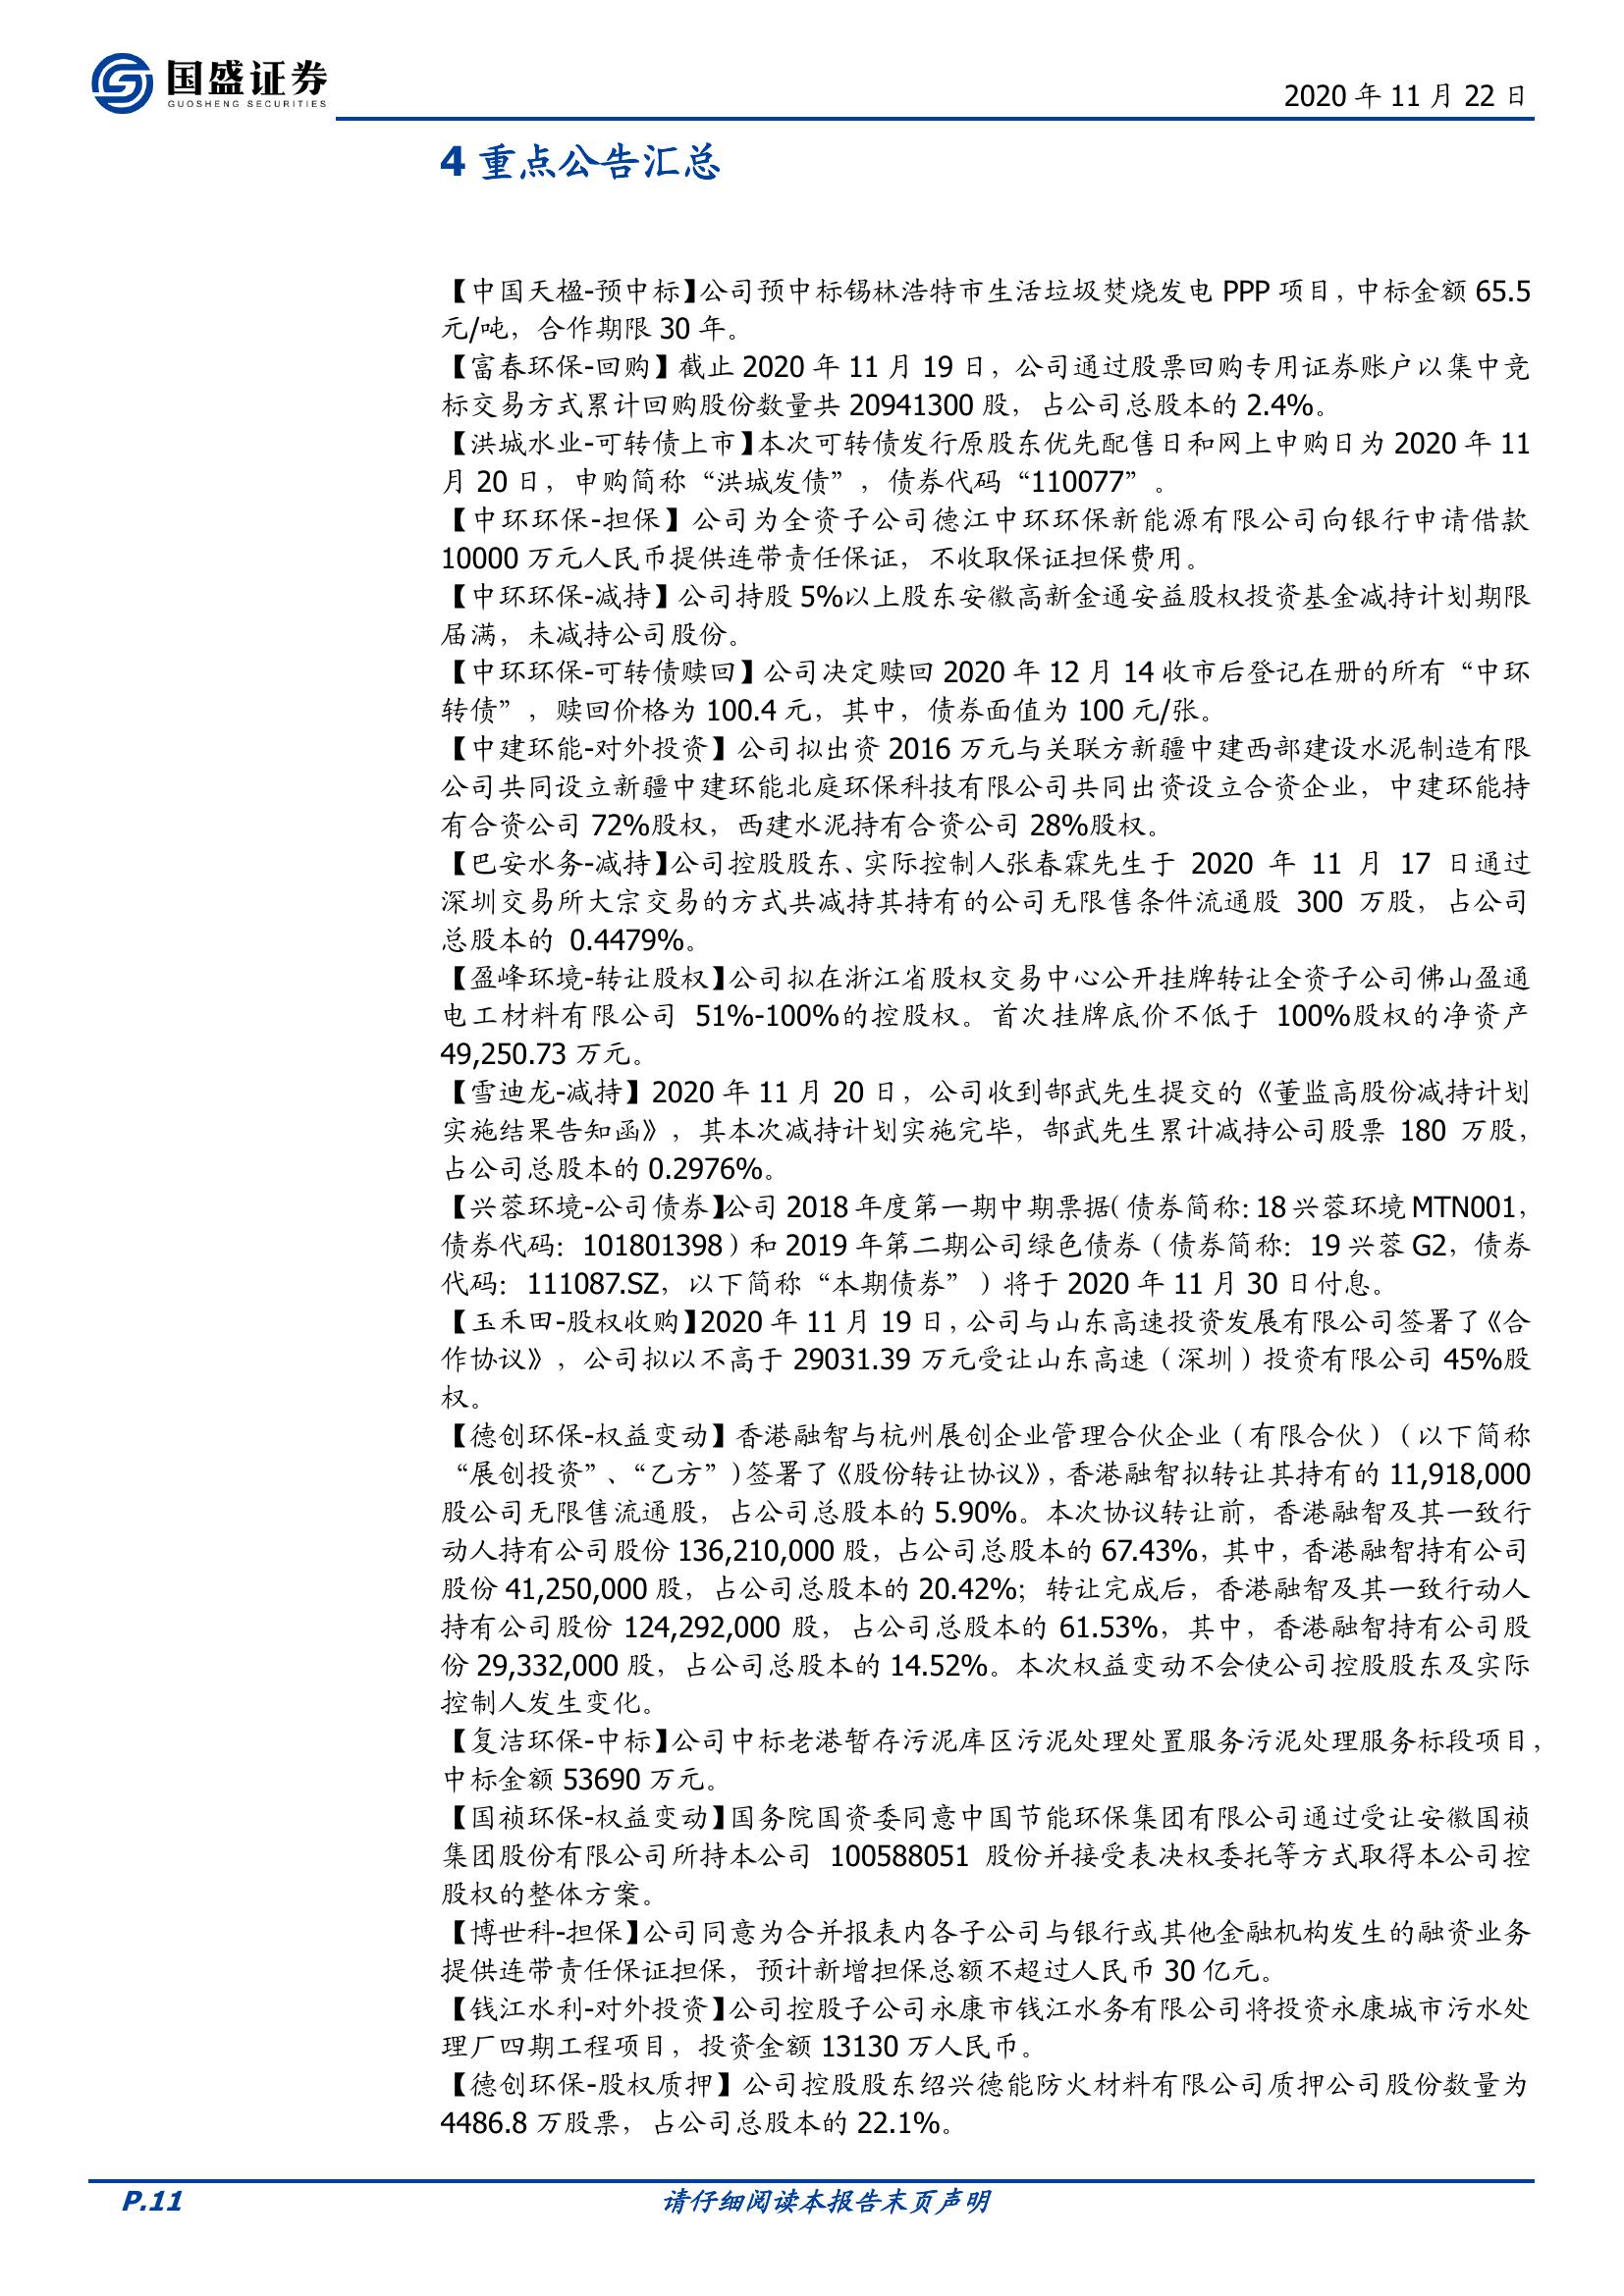 国盛证券
GUOSHENG SECURITIES
2020 年 11 月 22 日
4 重点公告汇总
【中国天楹-预中标】公司预中标锡林浩特市生活垃圾焚烧发电 PPP 项目，中标金额 65.5
元/吨，合作期限 30 年。
【富春环保-回购】截止 2020 年 11 月 19 日，公司通过股票回购专用证券账户以集中竞
标交易方式累计回购股份数量共 20941300 股，占公司总股本的 2.4%。
【洪城水业-可转债上市】本次可转债发行原股东优先配售日和网上申购日为 2020 年 11
月 20 日，申购简称“洪城发债”，债券代码“110077”。
【中环环保-担保】公司为全资子公司德江中环环保新能源有限公司向银行申请借款
10000 万元人民币提供连带责任保证，不收取保证担保费用。
【中环环保-减持】公司持股 5%以上股东安徽高新金通安益股权投资基金减持计划期限
届满，未减持公司股份。
【中环环保-可转债赎回】公司决定赎回 2020 年 12 月 14 收市后登记在册的所有“中环
转债”，赎回价格为 100.4 元，其中，债券面值为 100 元/张。
【中建环能-对外投资】公司拟出资 2016 万元与关联方新疆中建西部建设水泥制造有限
公司共同设立新疆中建环能北庭环保科技有限公司共同出资设立合资企业，中建环能持
有合资公司 72%股权，西建水泥持有合资公司 28%股权。
【巴安水务-减持】公司控股股东、实际控制人张春霖先生于 2020 年 11 月 17 日通过
深圳交易所大宗交易的方式共减持其持有的公司无限售条件流通股 300 万股，占公司
总股本的 0.4479%。
【盈峰环境-转让股权】公司拟在浙江省股权交易中心公开挂牌转让全资子公司佛山盈通
电工材料有限公司 51%-100%的控股权。首次挂牌底价不低于 100%股权的净资产
49,250.73 万元。
【雪迪龙-减持】2020 年 11 月 20 日，公司收到郜武先生提交的《董监高股份减持计划
实施结果告知函》，其本次减持计划实施完毕，郜武先生累计减持公司股票 180 万股，
占公司总股本的 0.2976%。
【兴蓉环境-公司债券】公司 2018 年度第一期中期票据（债券简称：18 兴蓉环境 MTN001，
债券代码：101801398）和 2019 年第二期公司绿色债券（债券简称：19 兴蓉 G2，债券
代码：111087.SZ，以下简称“本期债券”）将于 2020 年 11 月 30 日付息。
【玉禾田-股权收购】2020 年 11 月 19 日，公司与山东高速投资发展有限公司签署了《合
作协议》，公司拟以不高于 29031.39 万元受让山东高速（深圳）投资有限公司 45%股
权。
【德创环保-权益变动】香港融智与杭州展创企业管理合伙企业（有限合伙）（以下简称
“展创投资”、“乙方”）签署了《股份转让协议》，香港融智拟转让其持有的 11,918,000
股公司无限售流通股，占公司总股本的 5.90%。本次协议转让前，香港融智及其一致行
动人持有公司股份 136,210,000 股，占公司总股本的 67.43%，其中，香港融智持有公司
股份 41,250,000 股，占公司总股本的 20.42%；转让完成后，香港融智及其一致行动人
持有公司股份 124,292,000 股，占公司总股本的 61.53%，其中，香港融智持有公司股
份 29,332,000 股，占公司总股本的 14.52%。本次权益变动不会使公司控股股东及实际
控制人发生变化。
【复洁环保-中标】公司中标老港暂存污泥库区污泥处理处置服务污泥处理服务标段项目，
中标金额 53690 万元。
【国祯环保-权益变动】国务院国资委同意中国节能环保集团有限公司通过受让安徽国祯
集团股份有限公司所持本公司 100588051 股份并接受表决权委托等方式取得本公司控
股权的整体方案。
【博世科-担保】公司同意为合并报表内各子公司与银行或其他金融机构发生的融资业务
提供连带责任保证担保，预计新增担保总额不超过人民币 30 亿元。
【钱江水利-对外投资】公司控股子公司永康市钱江水务有限公司将投资永康城市污水处
理厂四期工程项目，投资金额 13130 万人民币。
【德创环保-股权质押】公司控股股东绍兴德能防火材料有限公司质押公司股份数量为
4486.8 万股票，占公司总股本的 22.1%。
P.11
请仔细阅读本报告末页声明